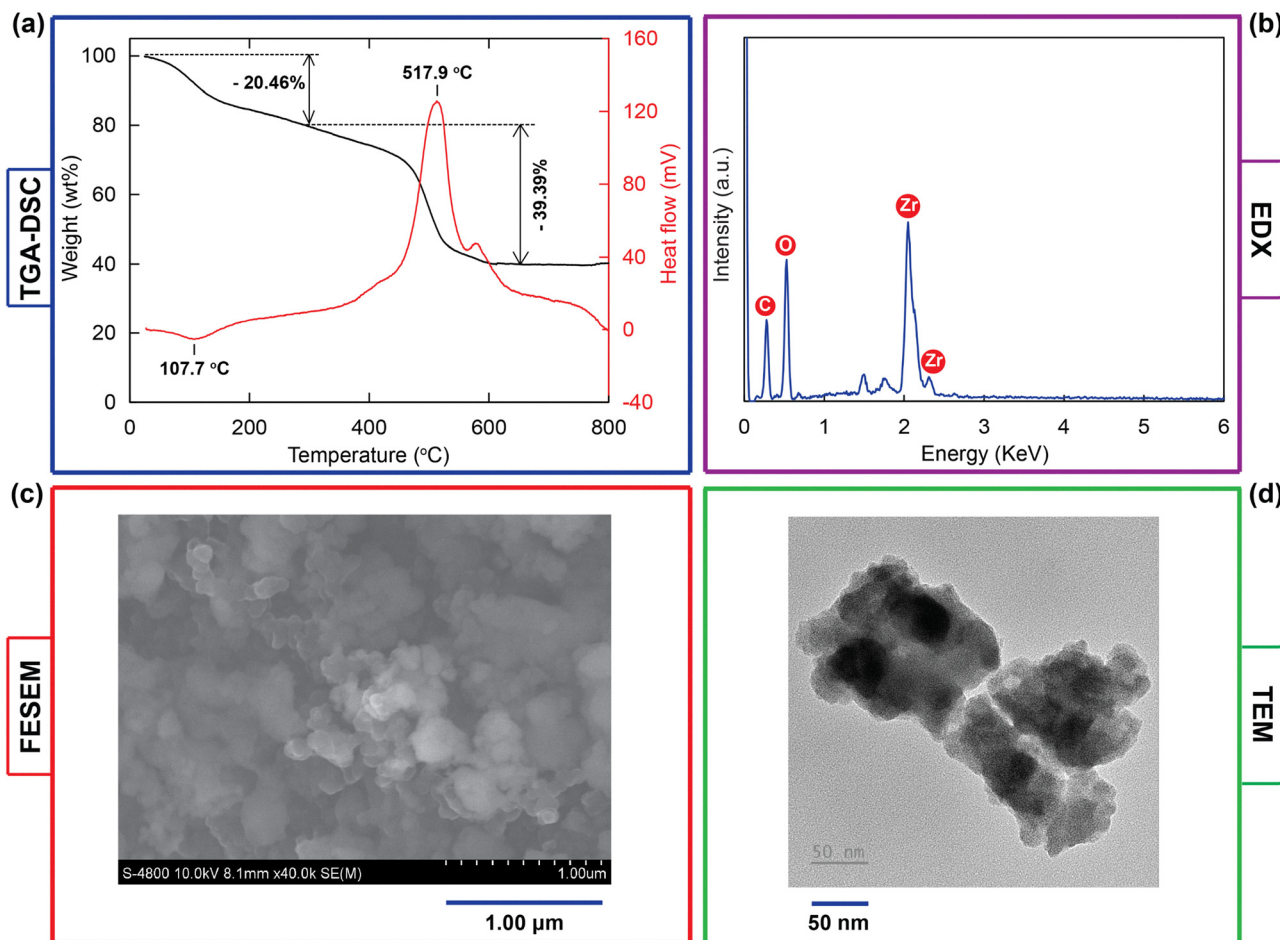 (a)
TGA-DSC
Weight (wt%)
100
80
60
40
20
0
0
200
400
600
800
Temperature (°C)
160
120
80
40
0
-40
Heat flow (mV)
- 20.46%
- 39.39%
517.9 °C
107.7 °C
(b)
EDX
Intensity (a.u.)
C
O
Zr
Zr
0
1
2
3
4
5
6
Energy (KeV)
(c)
FESEM
S-4800 10.0kV 8.1mm x40.0k SE(M)
1.00um
1.00 µm
(d)
TEM
50 nm
50 nm